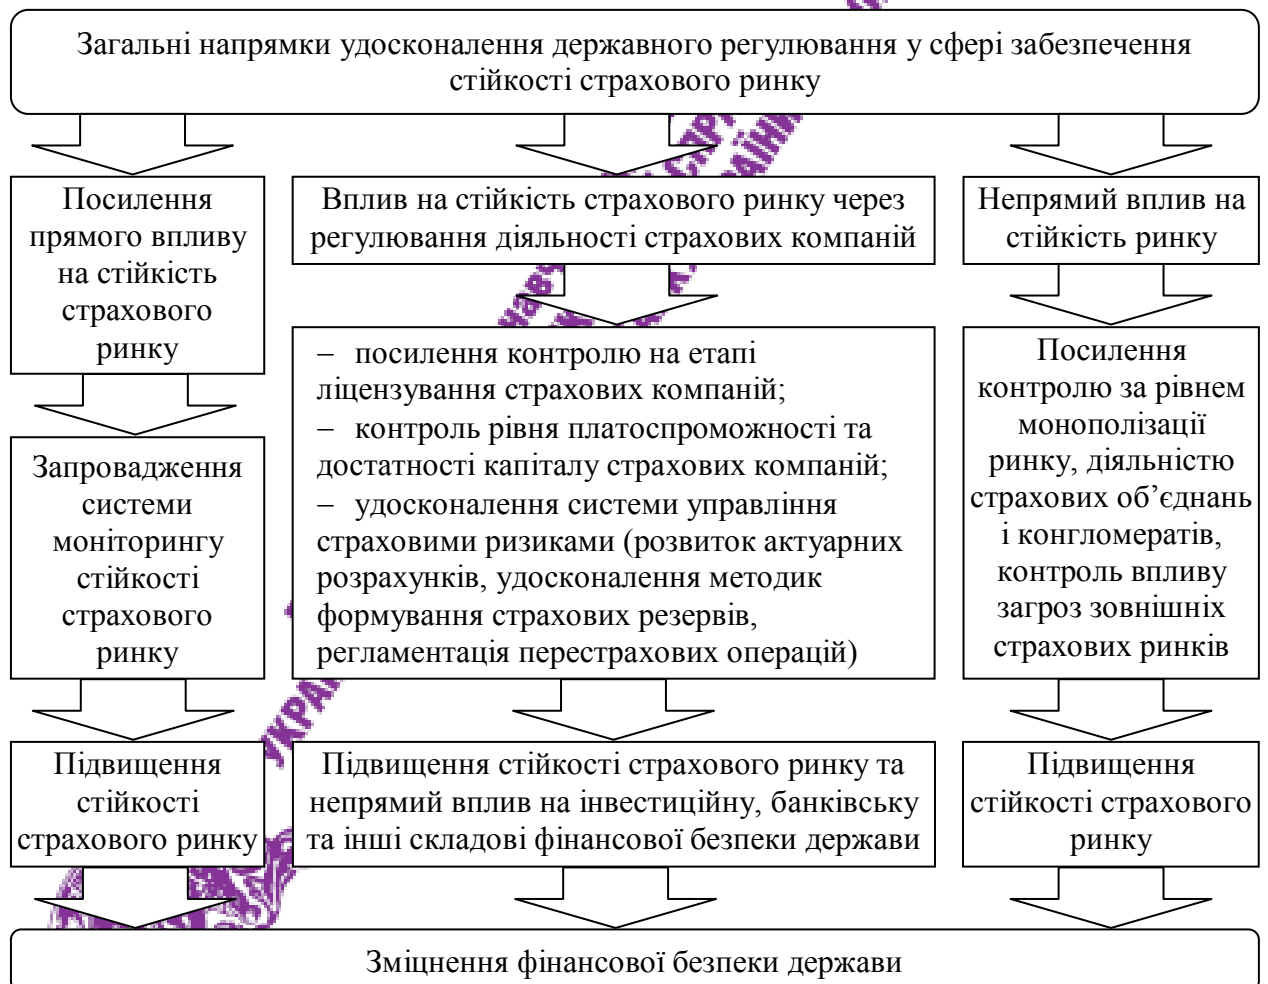 Загальні напрямки удосконалення державного регулювання у сфері забезпечення
стійкості страхового ринку
Посилення
прямого впливу
на стійкість
страхового
ринку
Вплив на стійкість страхового ринку через
регулювання діяльності страхових компаній
Непрямий вплив на
стійкість ринку
Запровадження
системи
моніторингу
стійкості
страхового
ринку
– посилення контролю на етапі
ліцензування страхових компаній;
– контроль рівня платоспроможності та
достатності капіталу страхових компаній;
– удосконалення системи управління
страховими ризиками (розвиток актуарних
розрахунків, удосконалення методик
формування страхових резервів,
регламентація перестрахових операцій)
Посилення
контролю за рівнем
монополізації
ринку, діяльністю
страхових об’єднань
і конгломератів,
контроль впливу
загроз зовнішніх
страхових ринків
Підвищення
стійкості
страхового ринку
Підвищення стійкості страхового ринку та
непрямий вплив на інвестиційну, банківську
та інші складові фінансової безпеки держави
Підвищення
стійкості страхового
ринку
Зміцнення фінансової безпеки держави